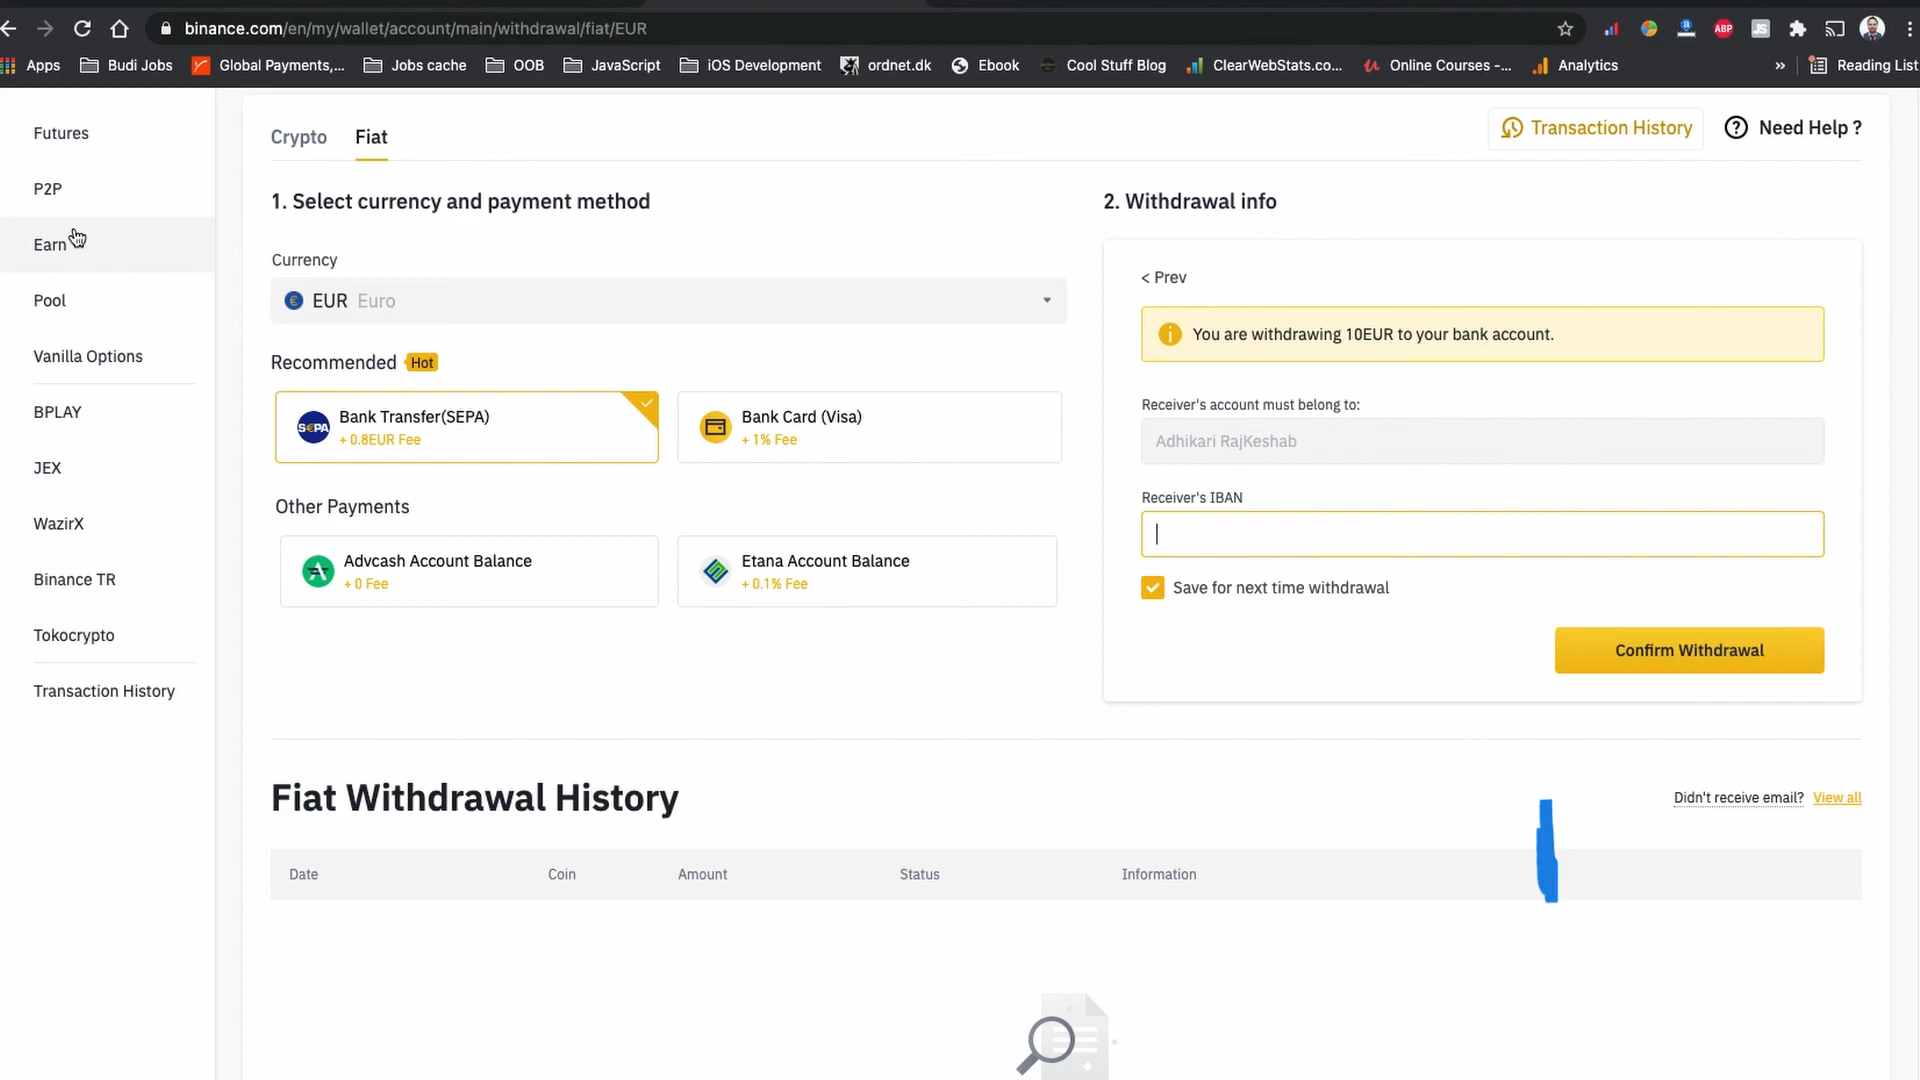 binance.com/en/my/wallet/account/main/withdrawal/fiat/EUR
ABP
JS
Apps
Budi Jobs
Global Payments,...
Jobs cache
OOB
JavaScript
iOS Development
ordnet.dk
Ebook
Cool Stuff Blog
ClearWebStats.co...
Online Courses -...
Analytics
»
Reading List
Futures
P2P
Earn
Pool
Vanilla Options
BPLAY
JEX
WazirX
Binance TR
Tokocrypto
Transaction History
Crypto
Fiat
Transaction History
Need Help ?
1. Select currency and payment method
Currency
EUR Euro
Recommended Hot
SEPA
Bank Transfer(SEPA)
+ 0.8EUR Fee
Bank Card (Visa)
+ 1% Fee
Other Payments
Advcash Account Balance
+ 0 Fee
Etana Account Balance
+ 0.1% Fee
2. Withdrawal info
< Prev
You are withdrawing 10EUR to your bank account.
Receiver's account must belong to:
Adhikari RajKeshab
Receiver's IBAN
Save for next time withdrawal
Confirm Withdrawal
Fiat Withdrawal History
Didn't receive email? View all
Date Coin Amount Status Information